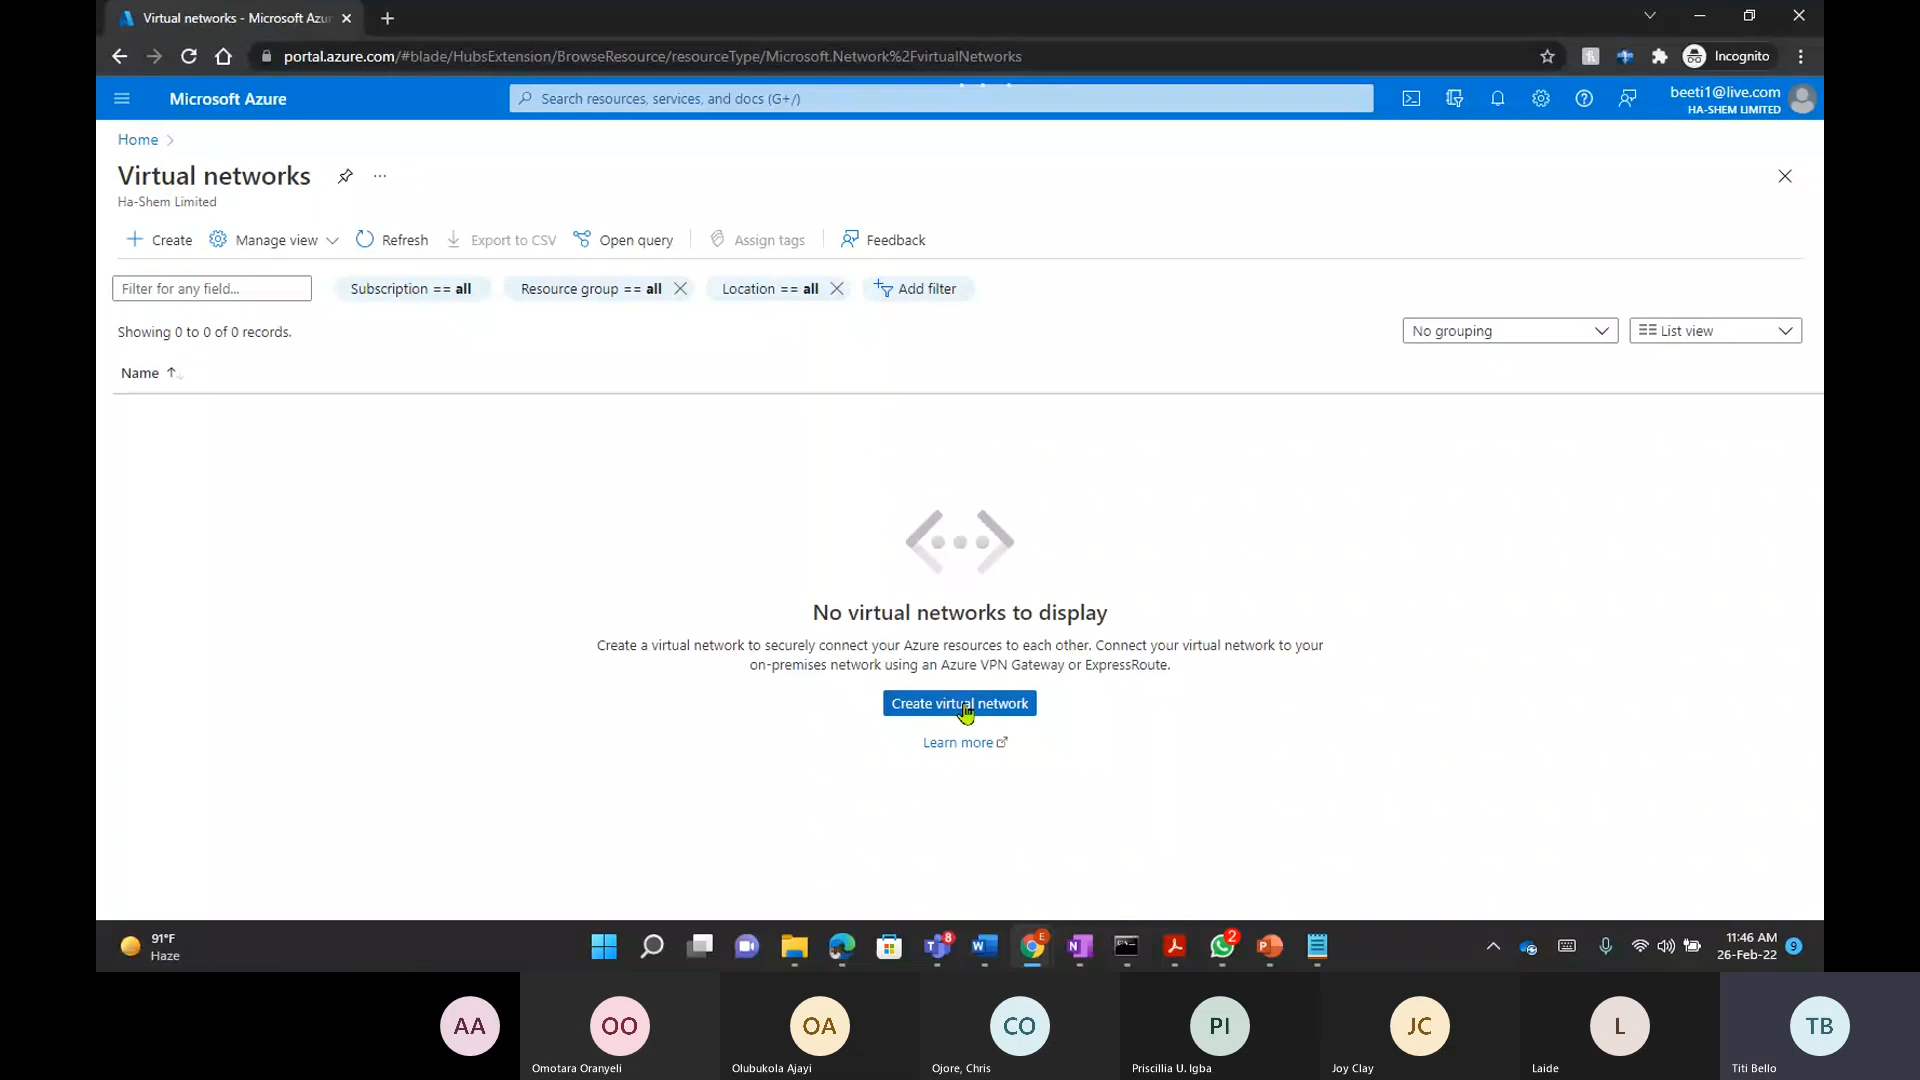 Virtual networks - Microsoft Azur
portal.azure.com/#blade/HubsExtension/BrowseResource/resourceType/Microsoft.Network%2FvirtualNetworks
Incognito
Microsoft Azure
Search resources, services, and docs (G+/)
beeti1@live.com
HA-SHEM LIMITED
Home
Virtual networks
Ha-Shem Limited
Create
Manage view
Refresh
Export to CSV
Open query
Assign tags
Feedback
Filter for any field...
Subscription == all
Resource group == all
Location == all
Add filter
Showing 0 to 0 of 0 records.
No grouping
List view
Name
No virtual networks to display
Create a virtual network to securely connect your Azure resources to each other. Connect your virtual network to your
on-premises network using an Azure VPN Gateway or ExpressRoute.
Create virtual network
Learn more
91°F
Haze
8
E
2
11:46 AM
26-Feb-22
9
AA
OO
OA
CO
PI
JC
L
TB
Omotara Oranyeli
Olubukola Ajayi
Ojore, Chris
Priscillia U. Igba
Joy Clay
Laide
Titi Bello